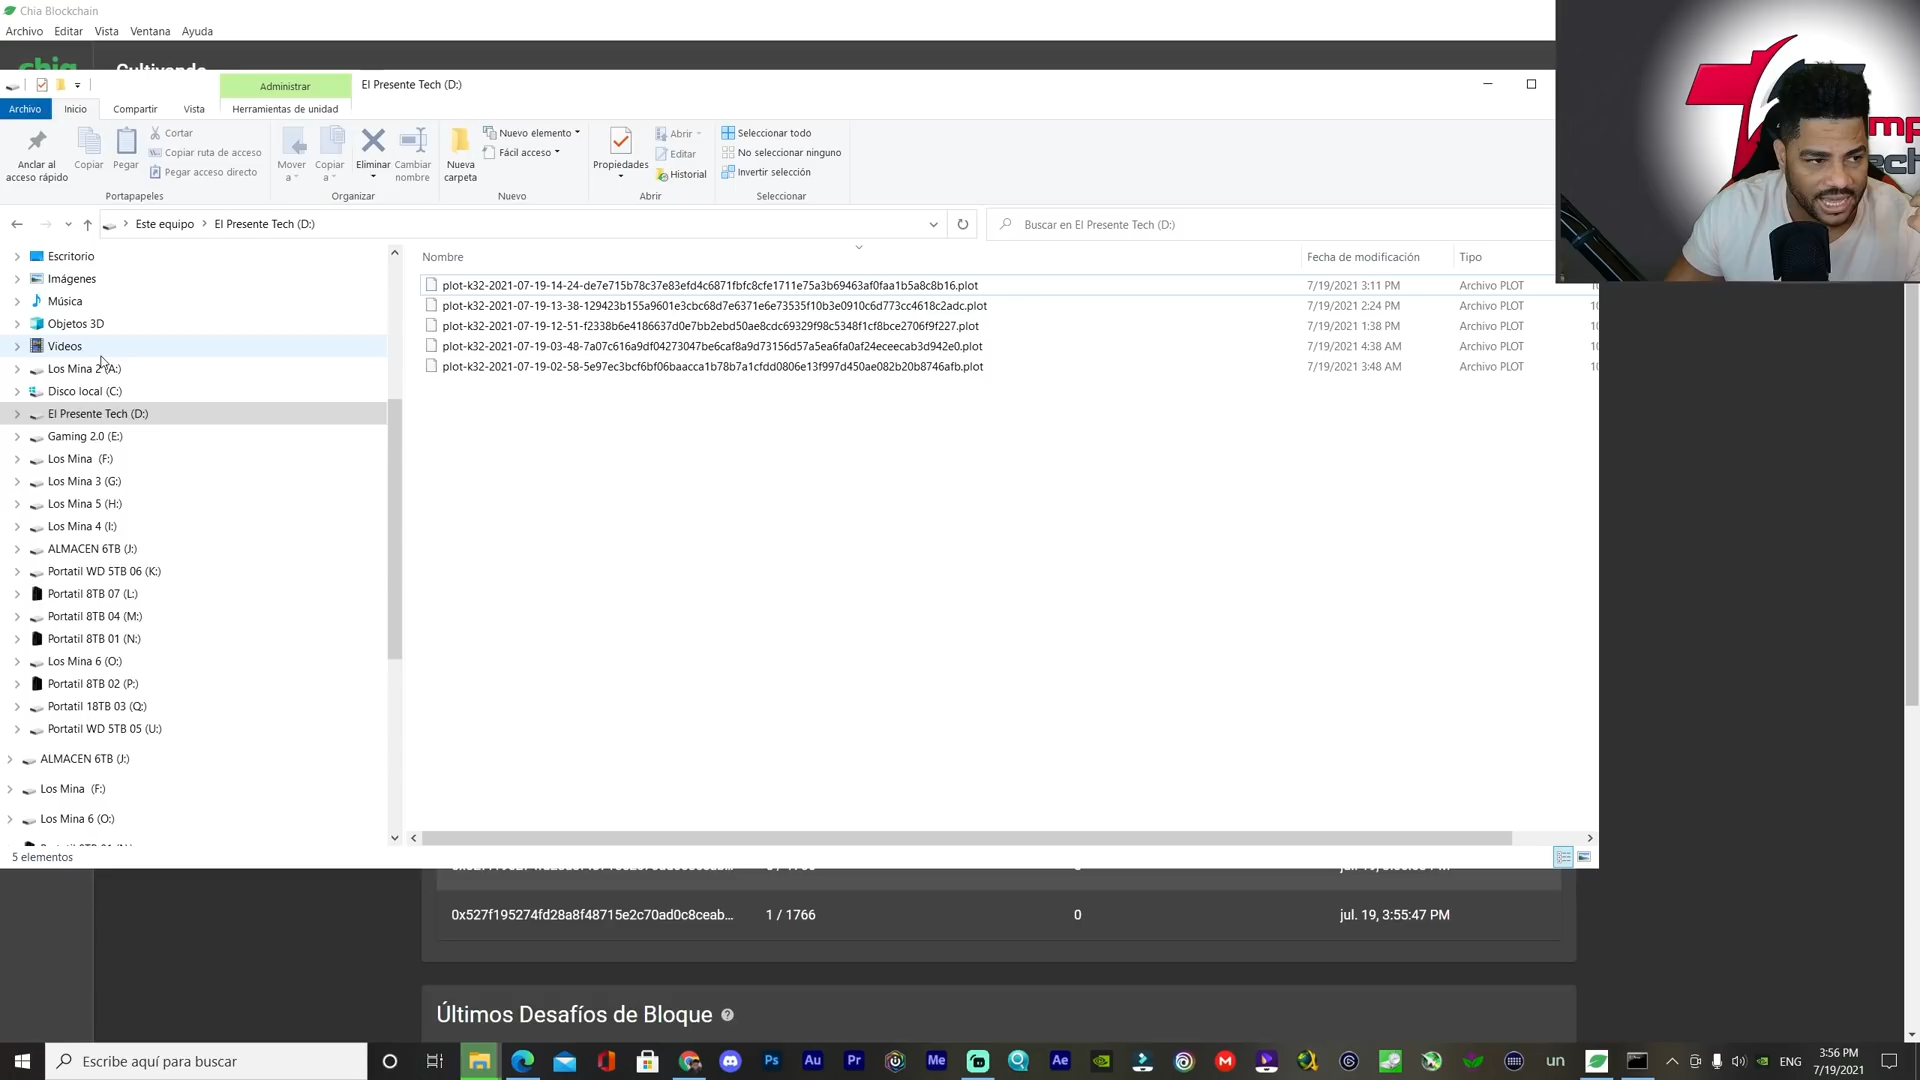 Chia Blockchain
Archivo Editar Vista Ventana Ayuda
chia Cultivando
Administrar El Presente Tech (D:)
Archivo Inicio Compartir Vista Herramientas de unidad
Anclar al acceso rápido
Copiar
Pegar
Cortar
Copiar ruta de acceso
Pegar acceso directo
Portapapeles
Mover a
Copiar a
Eliminar
Cambiar nombre
Organizar
Nueva carpeta
Nuevo elemento
Fácil acceso
Nuevo
Propiedades
Abrir
Editar
Historial
Abrir
Seleccionar todo
No seleccionar ninguno
Invertir selección
Seleccionar
Este equipo > El Presente Tech (D:)
Buscar en El Presente Tech (D:)
Escritorio
Imágenes
Música
Objetos 3D
Videos
Los Mina 2 (A:)
Disco local (C:)
El Presente Tech (D:)
Gaming 2.0 (E:)
Los Mina (F:)
Los Mina 3 (G:)
Los Mina 5 (H:)
Los Mina 4 (I:)
ALMACEN 6TB (J:)
Portatil WD 5TB 06 (K:)
Portatil 8TB 07 (L:)
Portatil 8TB 04 (M:)
Portatil 8TB 01 (N:)
Los Mina 6 (O:)
Portatil 8TB 02 (P:)
Portatil 18TB 03 (Q:)
Portatil WD 5TB 05 (U:)
ALMACEN 6TB (J:)
Los Mina (F:)
Los Mina 6 (O:)
5 elementos
Nombre Fecha de modificación Tipo
plot-k32-2021-07-19-14-24-de7e715b78c37e83efd4c6871fbfc8cfe1711e75a3b69463af0faa1b5a8c8b16.plot 7/19/2021 3:11 PM Archivo PLOT
plot-k32-2021-07-19-13-38-129423b155a9601e3cbc68d7e6371e6e73535f10b3e0910c6d773cc4618c2adc.plot 7/19/2021 2:24 PM Archivo PLOT
plot-k32-2021-07-19-12-51-f2338b6e4186637d0e7bb2ebd50ae8cdc69329f98c5348f1cf8bce2706f9f227.plot 7/19/2021 1:38 PM Archivo PLOT
plot-k32-2021-07-19-03-48-7a07c616a9df04273047be6caf8a9d73156d57a5ea6fa0af24eceecab3d942e0.plot 7/19/2021 4:38 AM Archivo PLOT
plot-k32-2021-07-19-02-58-5e97ec3bcf6bf06baacca1b78b7a1cfdd0806e13f997d450ae082b20b8746afb.plot 7/19/2021 3:48 AM Archivo PLOT
0x527f195274fd28a8f48715e2c70ad0c8ceab... 1 / 1766 0 jul. 19, 3:55:47 PM
Últimos Desafíos de Bloque
Escribe aquí para buscar
Ps Au Pr Me Ae un
ENG
3:56 PM
7/19/2021